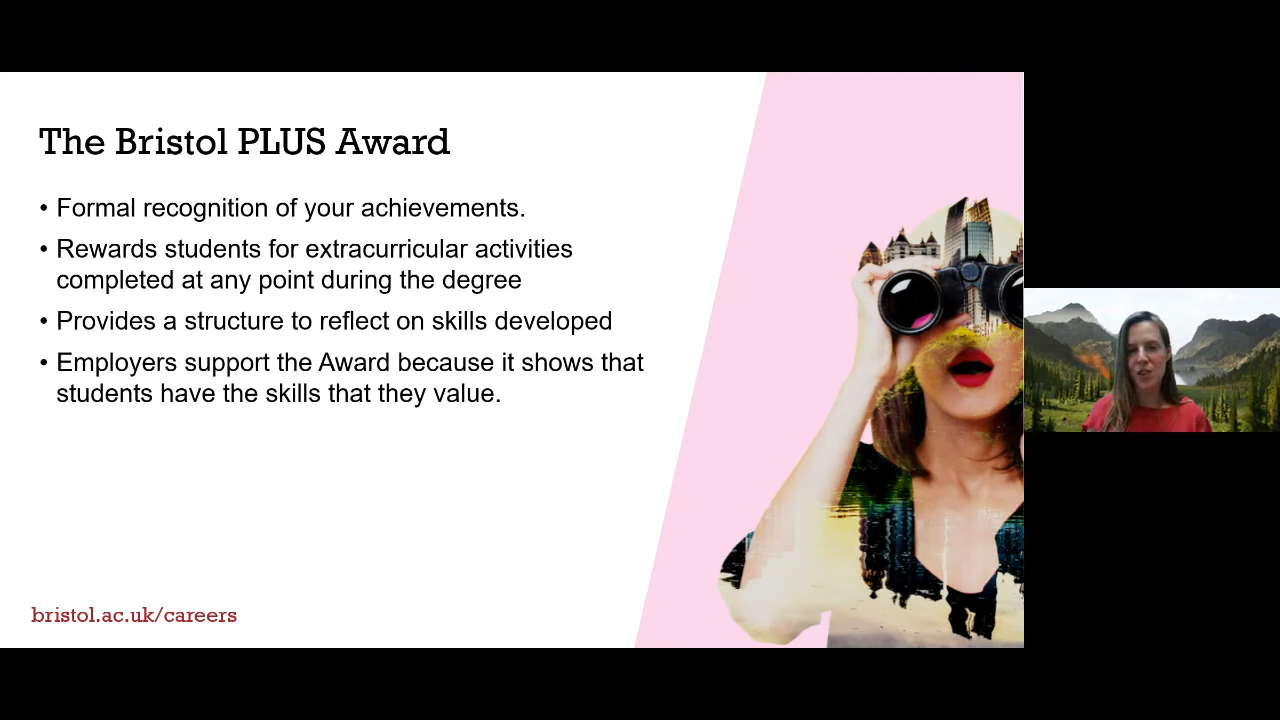 The Bristol PLUS Award
• Formal recognition of your achievements.
• Rewards students for extracurricular activities
completed at any point during the degree
• Provides a structure to reflect on skills developed
• Employers support the Award because it shows that
students have the skills that they value.
bristol.ac.uk/careers